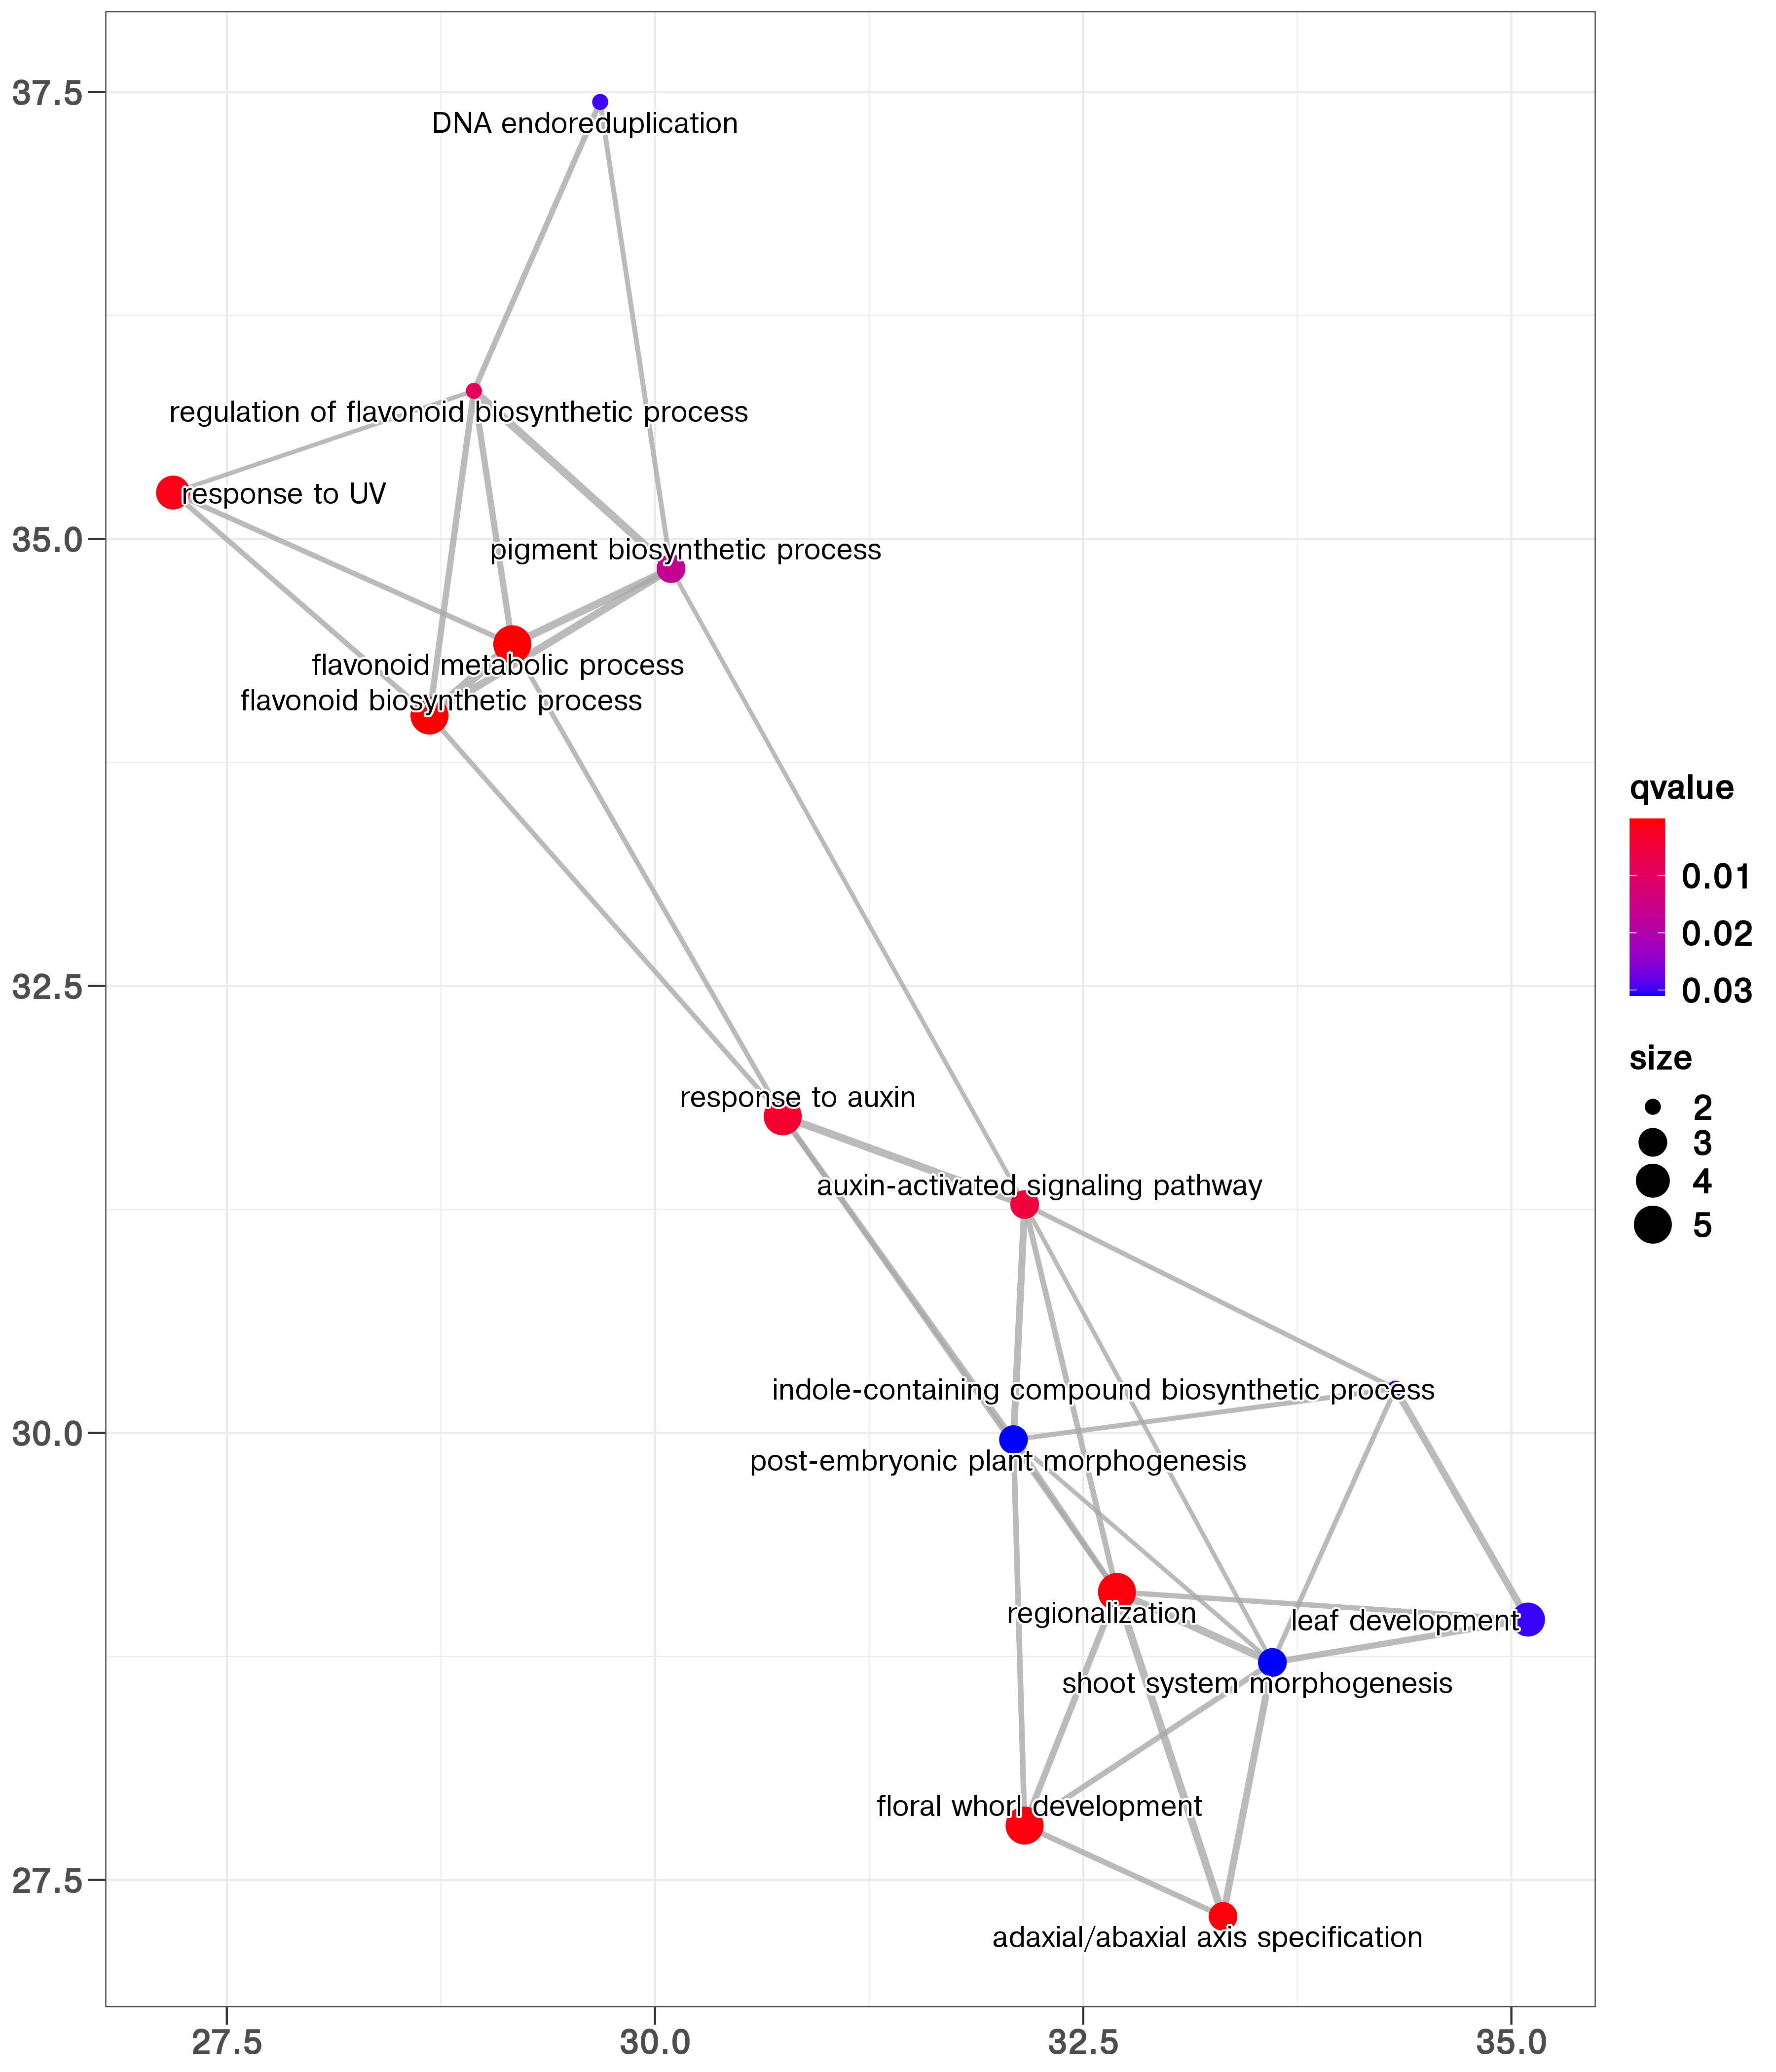 37.5
DNA endoreduplication
regulation of flavonoid biosynthetic process
response to UV
35.0
pigment biosynthetic process
flavonoid metabolic process
flavonoid biosynthetic process
qvalue
0.01
0.02
0.03
32.5
size
2
3
4
5
response to auxin
auxin-activated signaling pathway
indole-containing compound biosynthetic process
30.0
post-embryonic plant morphogenesis
regionalization
leaf development
shoot system morphogenesis
floral whorl development
27.5
adaxial/abaxial axis specification
27.5 30.0 32.5 35.0